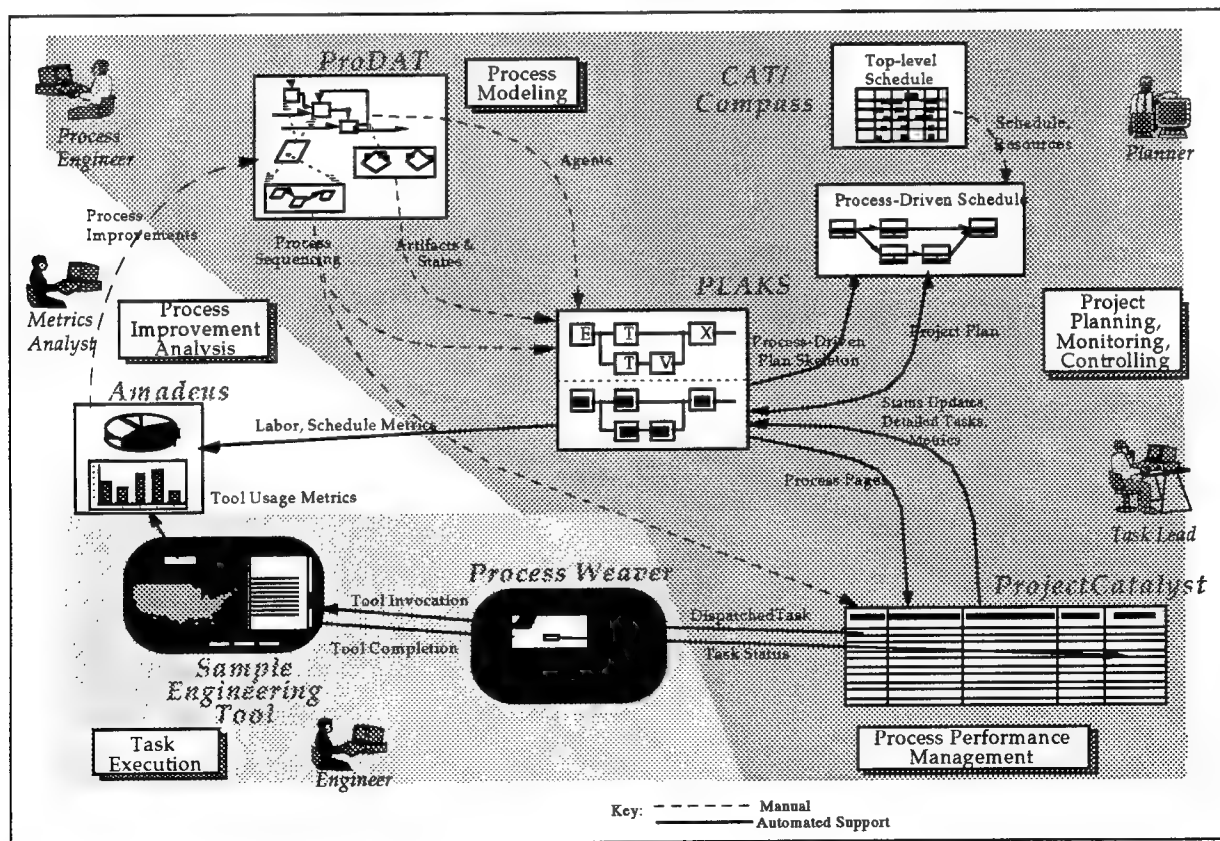 ProDAT
Process
Modeling
CAT/
Compass
Top-level
Schedule
Process
Engineer
Agents
Schedule,
Resources
Planner
Process-Driven Schedule
Process
Improvements
Process
Sequencing
Artifacts &
States
PLAKS
Metrics
Analyst
Process
Improvement
Analysis
E
T
X
T
V
Process-Driven
Plan Skeleton
Project Plan
Project
Planning,
Monitoring,
Controlling
Amadeus
Labor, Schedule Metrics
Status Updates,
Detailed Tasks,
Metrics
Tool Usage Metrics
Process Pages
Task Lead
Process Weaver
ProjectCatalyst
Tool Invocation
Dispatched Task
Tool Completion
Task Status
Sample
Engineering
Tool
Task
Execution
Engineer
Process Performance
Management
Key: Manual
Automated Support